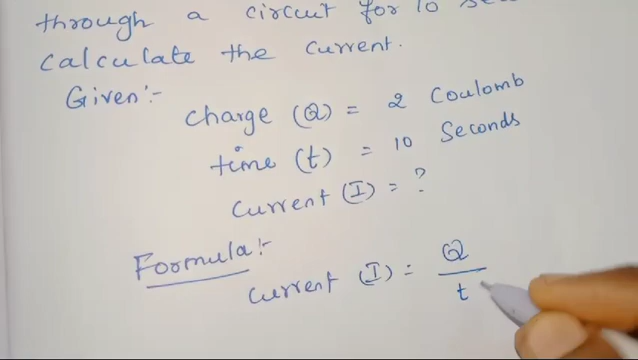 through a circuit for 10
calculate the current.
Given:-
charge (Q) = 2 Coulomb
time (t) = 10 Seconds
Current (I) = ?
Formula:-
Current (I) = Q
t